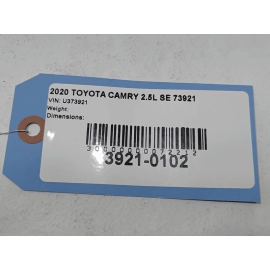 2020 TOYOTA CAMRY 2.5L SE 73921
VIN: U373921
Weight:
Dimensions:
3921-0102